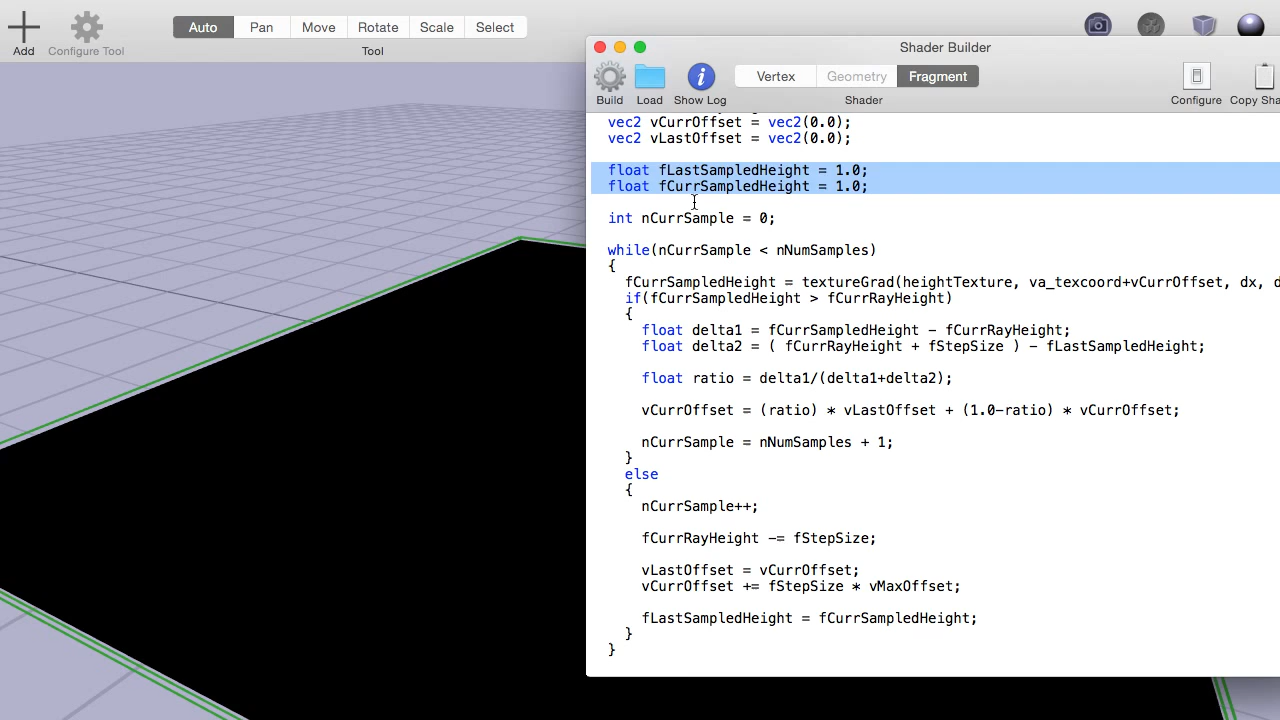 Auto Pan Move Rotate Scale Select
Add Configure Tool Tool
Shader Builder
Vertex Geometry Fragment
Build Load Show Log Shader Configure Copy Sha
vec2 vCurrOffset = vec2(0.0);
vec2 vLastOffset = vec2(0.0);
float fLastSampledHeight = 1.0;
float fCurrSampledHeight = 1.0;
int nCurrSample = 0;
while(nCurrSample < nNumSamples)
{
fCurrSampledHeight = textureGrad(heightTexture, va_texcoord+vCurrOffset, dx, d
if(fCurrSampledHeight > fCurrRayHeight)
{
float delta1 = fCurrSampledHeight - fCurrRayHeight;
float delta2 = ( fCurrRayHeight + fStepSize ) - fLastSampledHeight;
float ratio = delta1/(delta1+delta2);
vCurrOffset = (ratio) * vLastOffset + (1.0-ratio) * vCurrOffset;
nCurrSample = nNumSamples + 1;
}
else
{
nCurrSample++;
fCurrRayHeight -= fStepSize;
vLastOffset = vCurrOffset;
vCurrOffset += fStepSize * vMaxOffset;
fLastSampledHeight = fCurrSampledHeight;
}
}